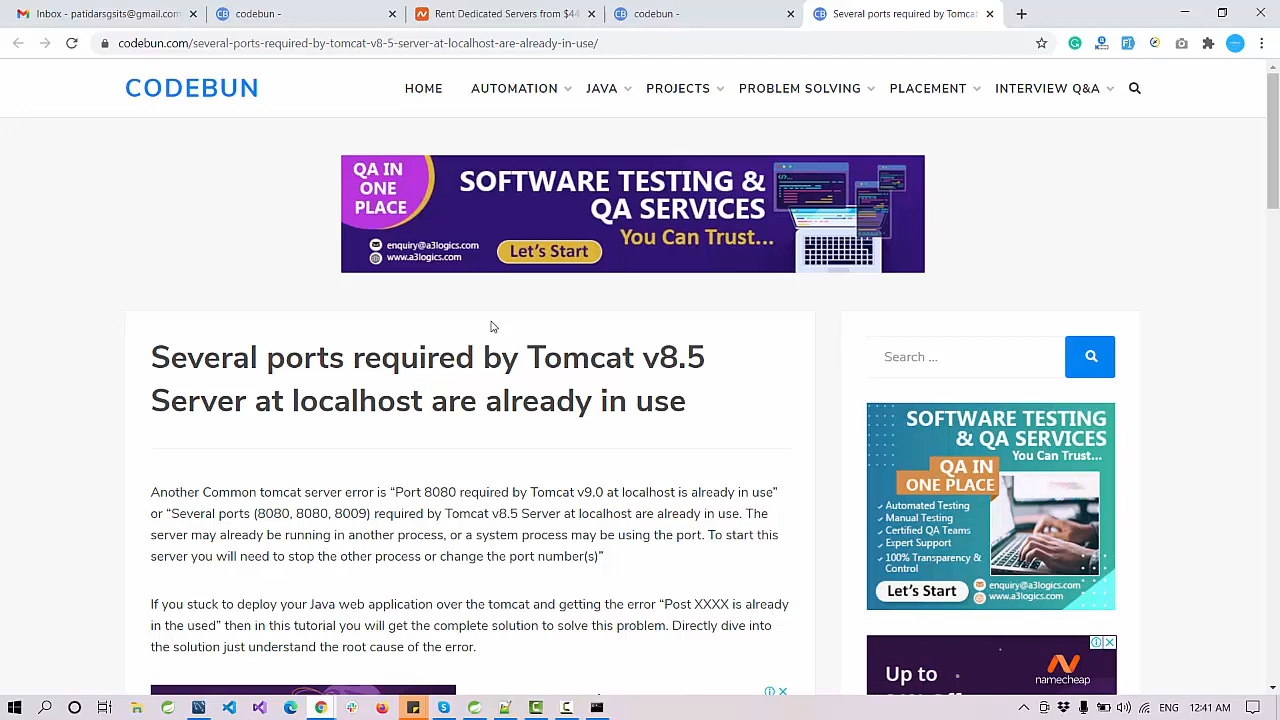 Inbox - patidarsg6@gmail.com
codebun -
Rent Dedicated Servers from $44
codebun -
Several ports required by Tomcat
codebun.com/several-ports-required-by-tomcat-v8-5-server-at-localhost-are-already-in-use/
CODEBUN
HOME AUTOMATION JAVA PROJECTS PROBLEM SOLVING PLACEMENT INTERVIEW Q&A
QA IN
ONE
PLACE
SOFTWARE TESTING &
QA SERVICES
You Can Trust...
enquiry@a3logics.com
www.a3logics.com
Let's Start
Several ports required by Tomcat v8.5
Server at localhost are already in use
Another Common tomcat server error is “Port 8080 required by Tomcat v9.0 at localhost is already in use”
or “Several ports (8080, 8080, 8080) required by Tomcat v8.5 Server at localhost are already in use. The
server may already be running in another process, or a system process may be using the port. To start this
server you will need to stop the other process or change the port number(s)”
If you stuck to deploy your Java web application over the tomcat and getting the error “Post XXXX is already
in the used” then in this tutorial you will get the complete solution to solve this problem. Directly dive into
the solution just understand the root cause of the error.
Search ...
SOFTWARE TESTING
& QA SERVICES
You Can Trust...
QA IN
ONE PLACE
Automated Testing
Manual Testing
Certified QA Teams
Expert Support
100% Transparency &
Control
Let's Start
enquiry@a3logics.com
www.a3logics.com
Up to
namecheap
ENG
12:41 AM